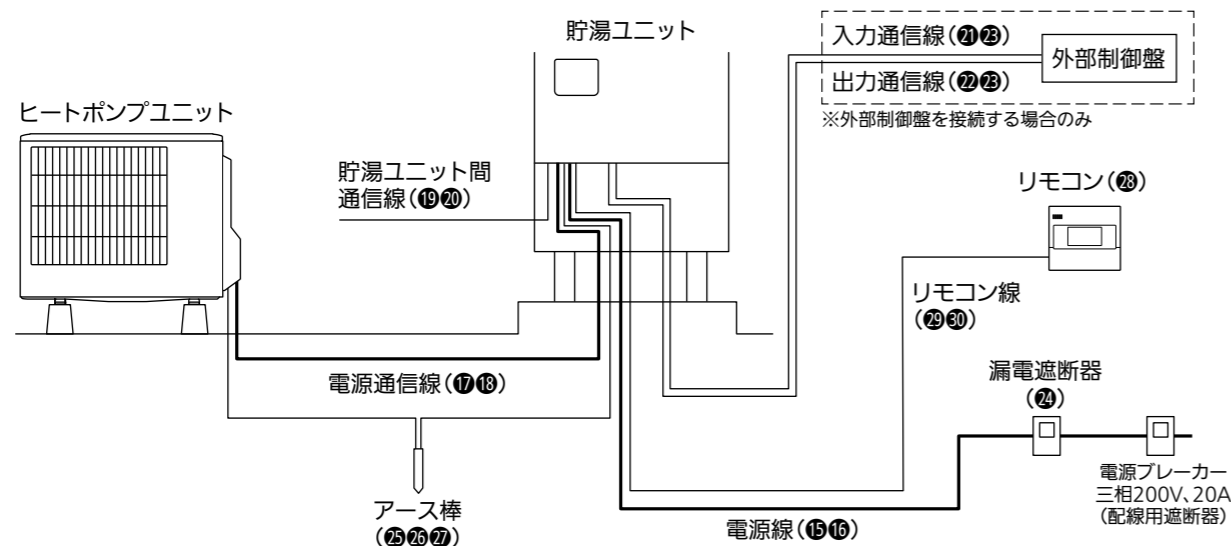 貯湯ユニット
入力通信線(㉑㉓)
外部制御盤
出力通信線(㉒㉓)
※外部制御盤を接続する場合のみ
ヒートポンプユニット
貯湯ユニット間
通信線(⓳⓴)
リモコン(㉘)
リモコン線
(㉙㉚)
電源通信線(⓱⓲)
漏電遮断器
(㉔)
アース棒
(㉕㉖㉗)
電源線(⓯⓰)
電源ブレーカー
三相200V、20A
(配線用遮断器)